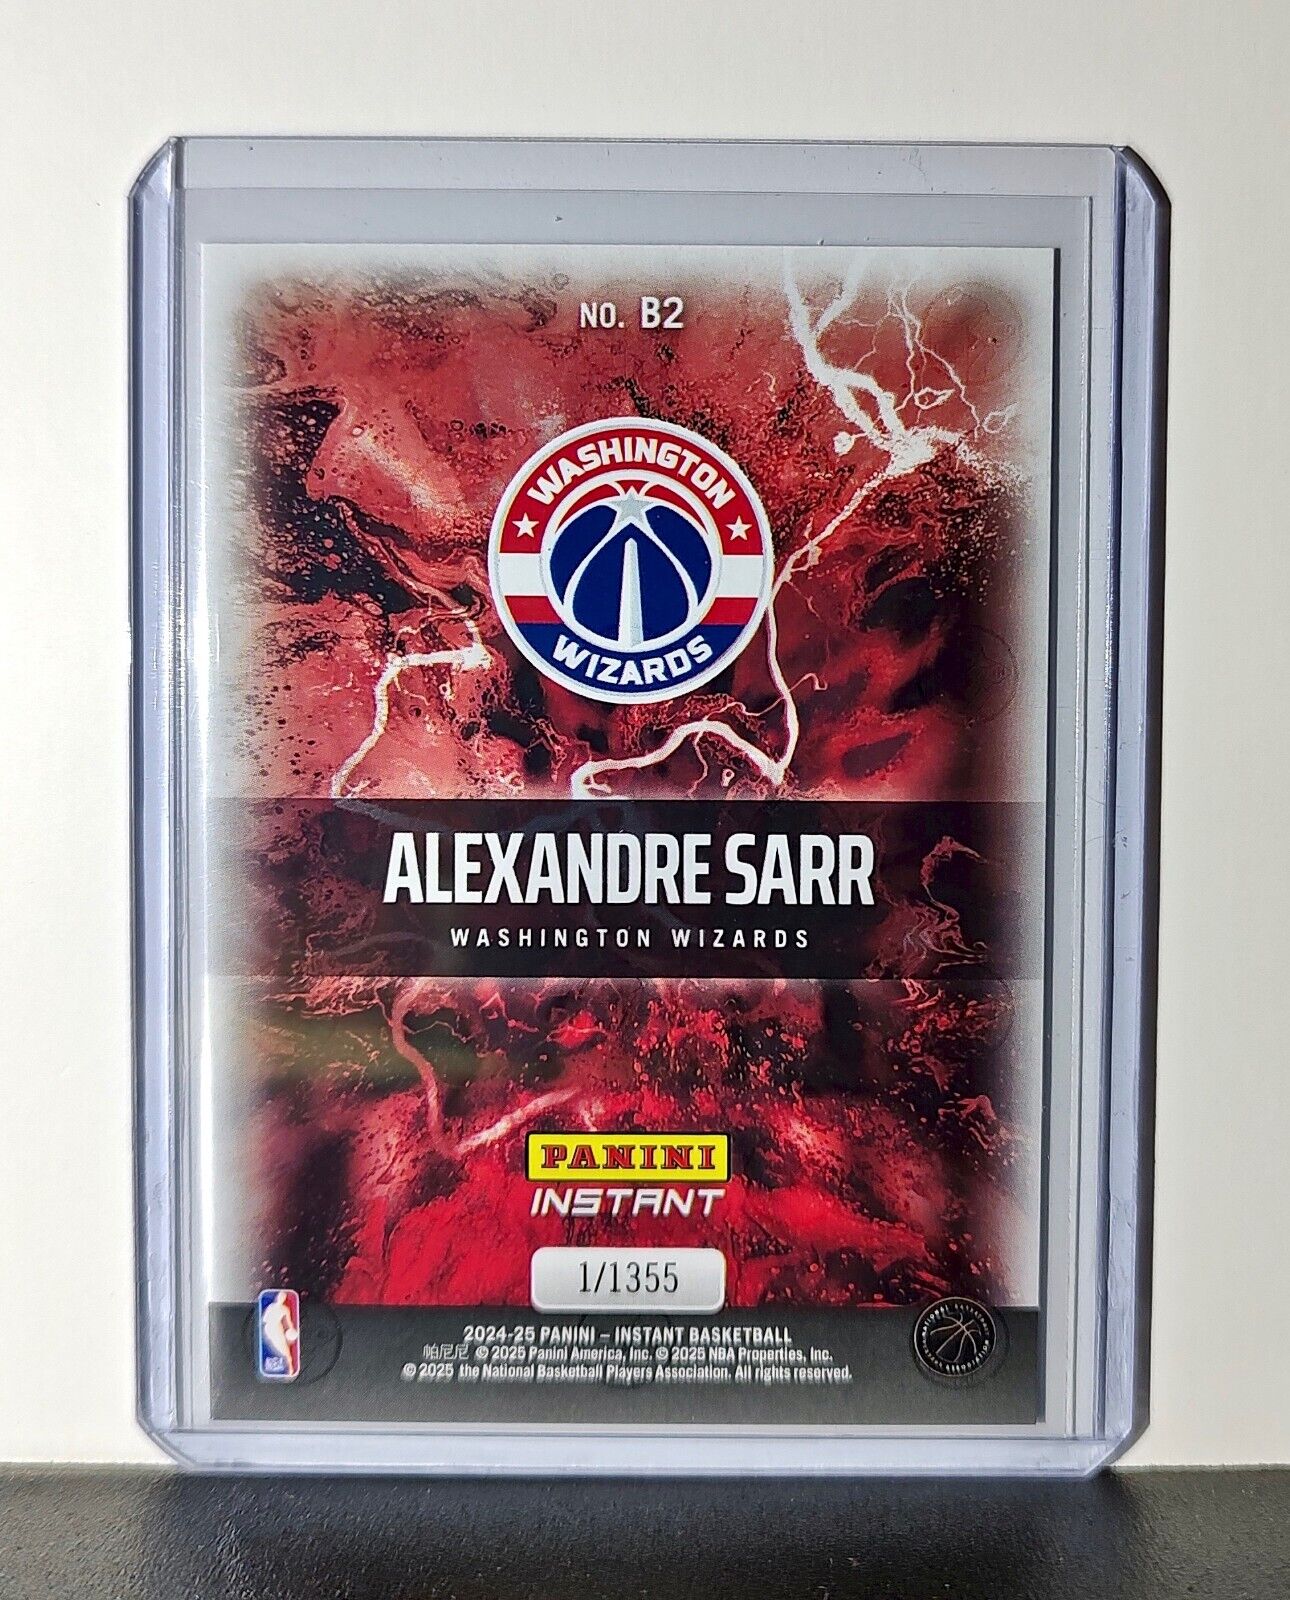 NO. B2
WASHINGTON
WIZARDS
ALEXANDRE SARR
WASHINGTON WIZARDS
PANINI
INSTANT
1/1355
2024-25 PANINI – INSTANT BASKETBALL
帕尼尼 © 2025 Panini America, Inc. © 2025 NBA Properties, Inc.
© 2025 the National Basketball Players Association. All rights reserved.
NBA